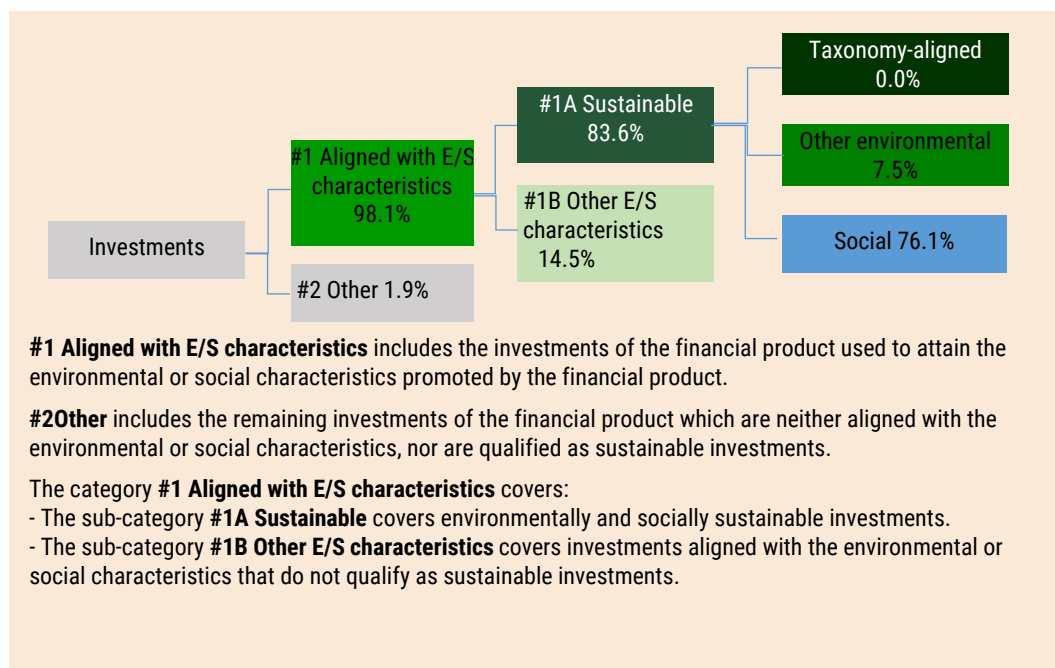 Investments
#1 Aligned with E/S
characteristics
98.1%
#2 Other 1.9%
#1A Sustainable
83.6%
#1B Other E/S
characteristics
14.5%
Taxonomy-aligned
0.0%
Other environmental
7.5%
Social 76.1%
#1 Aligned with E/S characteristics includes the investments of the financial product used to attain the
environmental or social characteristics promoted by the financial product.
#2Other includes the remaining investments of the financial product which are neither aligned with the
environmental or social characteristics, nor are qualified as sustainable investments.
The category #1 Aligned with E/S characteristics covers:
- The sub-category #1A Sustainable covers environmentally and socially sustainable investments.
- The sub-category #1B Other E/S characteristics covers investments aligned with the environmental or
social characteristics that do not qualify as sustainable investments.